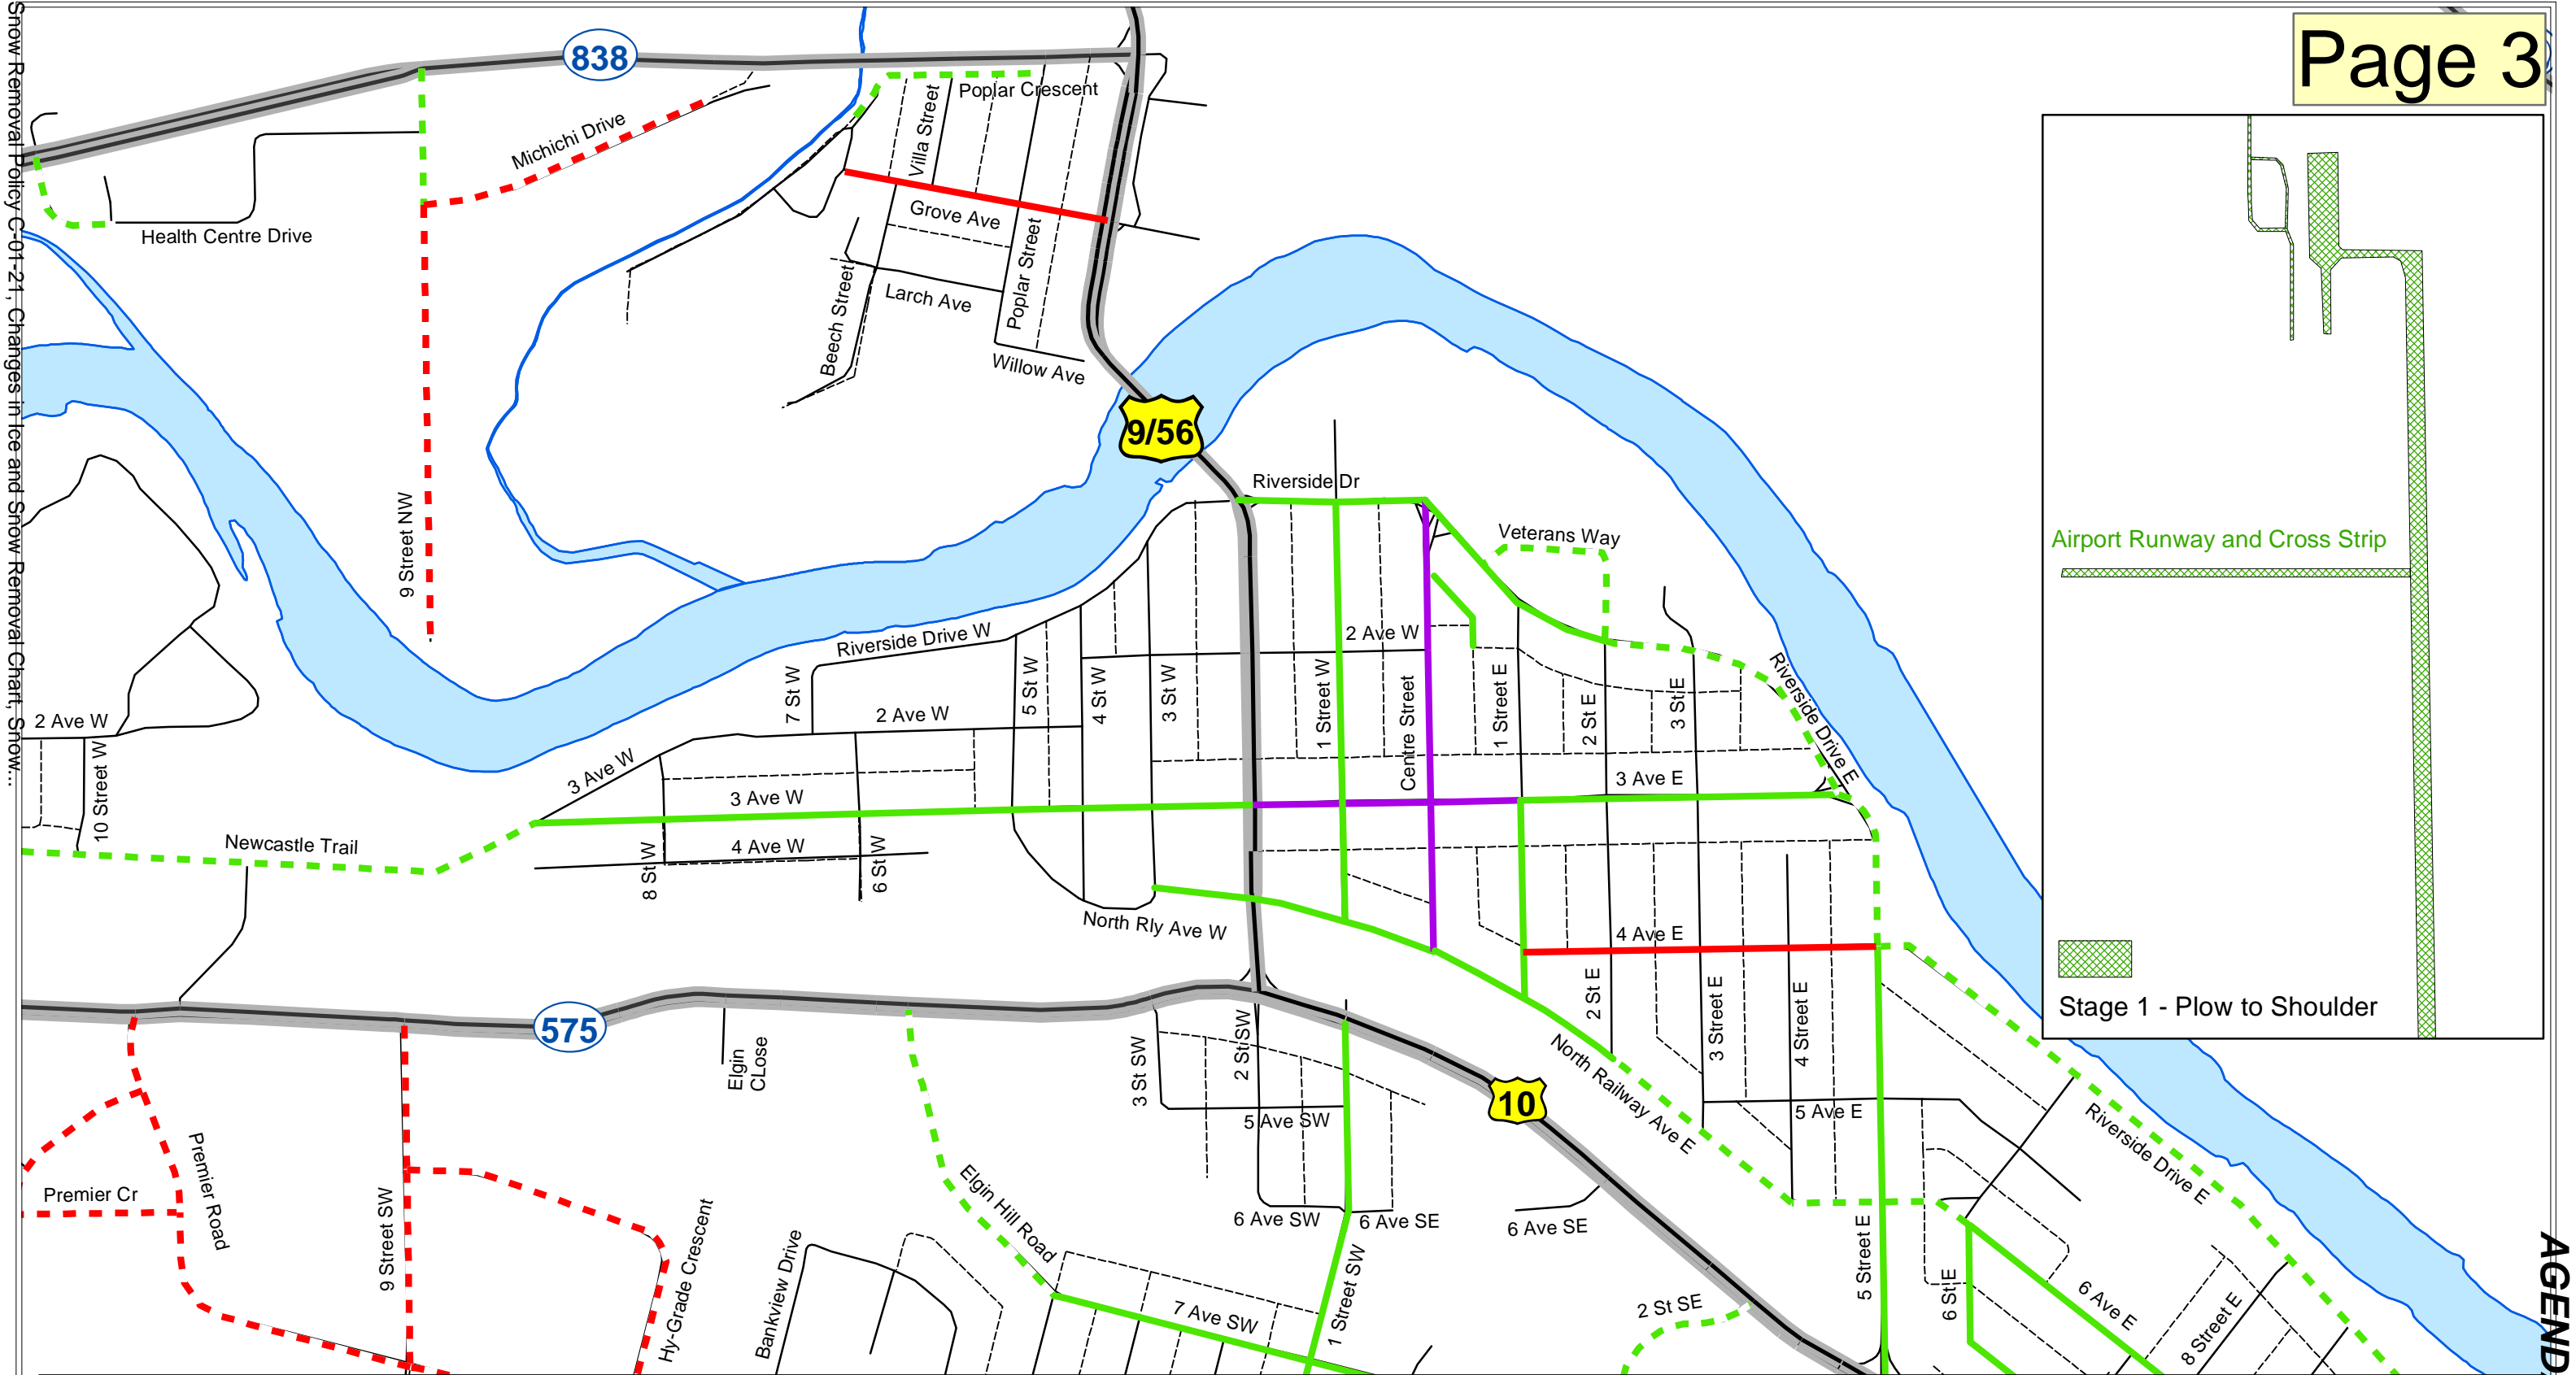 Page 3
Snow Removal Policy C-01-21, Changes in Ice and Snow Removal Chart, Snow...
838
Michichi Drive
Villa Street
Poplar Crescent
Health Centre Drive
Grove Ave
Poplar Street
Beech Street
Larch Ave
Willow Ave
9/56
9 Street NW
Riverside Dr
Veterans Way
Airport Runway and Cross Strip
Riverside Drive W
2 Ave W
7 St W
5 St W
4 St W
3 St W
1 Street W
Centre Street
1 Street E
2 St E
3 St E
Riverside Drive E
2 Ave W
2 Ave W
10 Street W
3 Ave W
3 Ave W
3 Ave E
Newcastle Trail
4 Ave W
8 St W
6 St W
North Rly Ave W
4 Ave E
2 St E
3 Street E
4 Street E
Stage 1 - Plow to Shoulder
575
Elgin
CLose
3 St SW
2 St SW
10
North Railway Ave E
5 Ave E
5 Ave SW
Riverside Drive E
Premier Cr
Premier Road
9 Street SW
Hy-Grade Crescent
Elgin Hill Road
6 Ave SW
6 Ave SE
6 Ave SE
5 Street E
Bankview Drive
7 Ave SW
1 Street SW
2 St SE
6 St E
6 Ave E
8 Street E
AGEND